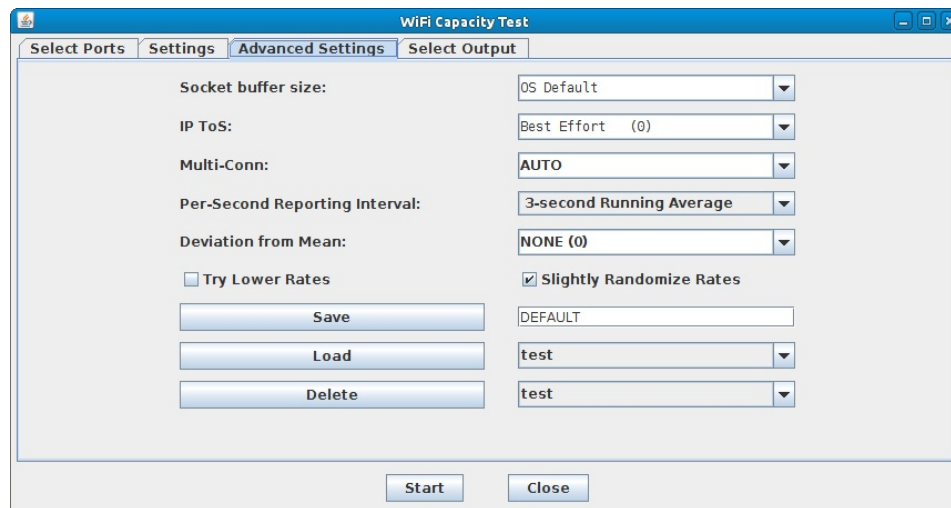 WiFi Capacity Test
Select Ports Settings Advanced Settings Select Output
Socket buffer size: OS Default
IP ToS: Best Effort (0)
Multi-Conn: AUTO
Per-Second Reporting Interval: 3-second Running Average
Deviation from Mean: NONE (0)
Try Lower Rates Slightly Randomize Rates
Save DEFAULT
Load test
Delete test
Start Close